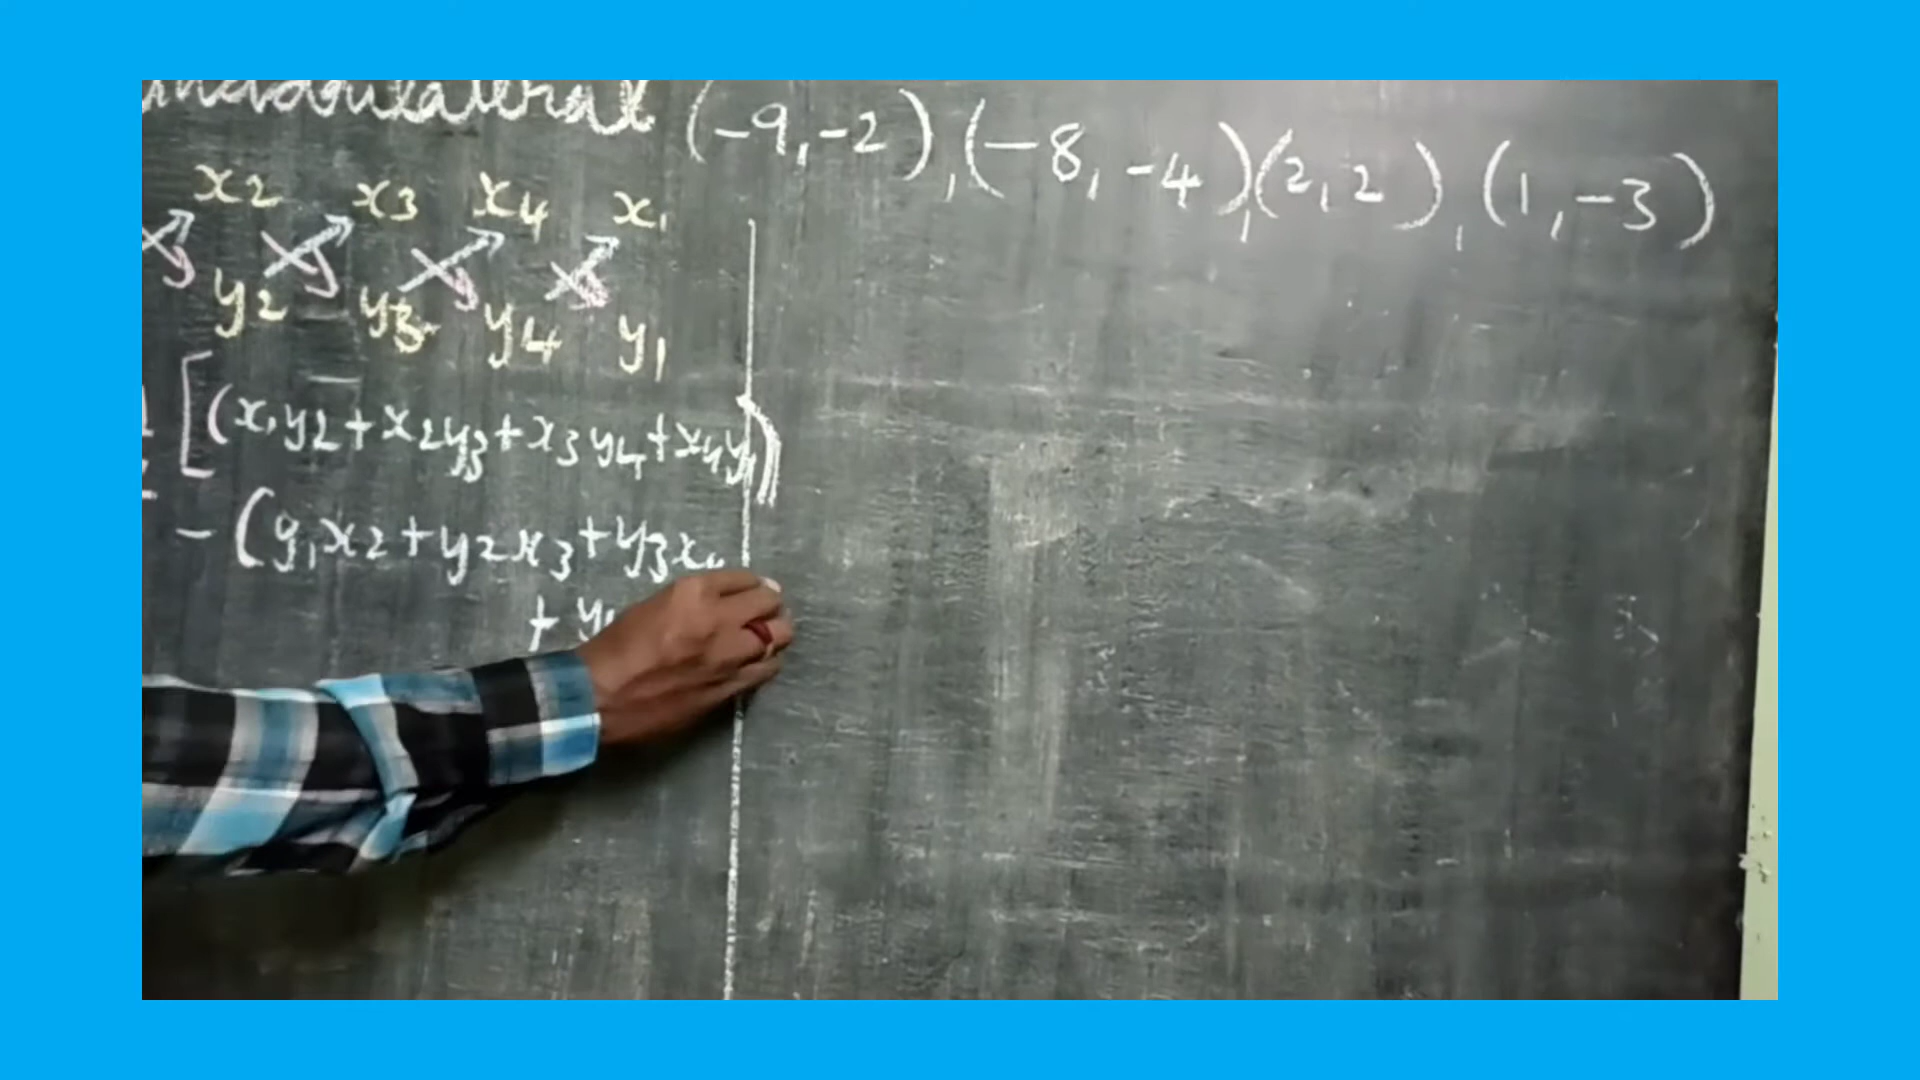 (-9,-2),(-8,-4),(2,2),(1,-3)
x2 x3 x4 x1
y2 y3 y4 y1
[(x1y2+x2y3+x3y4+x4y1)
-(y1x2+y2x3+y3x4
+